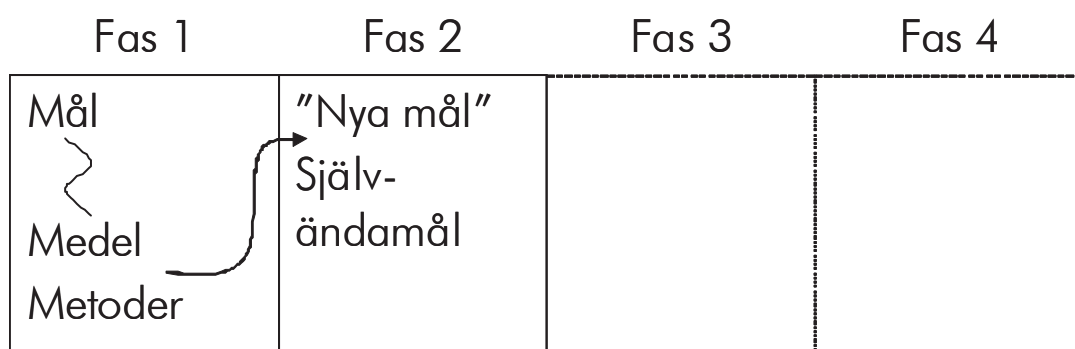 Fas 1 Fas 2 Fas 3 Fas 4
Mål
Medel
Metoder
”Nya mål”
Själv-
ändamål